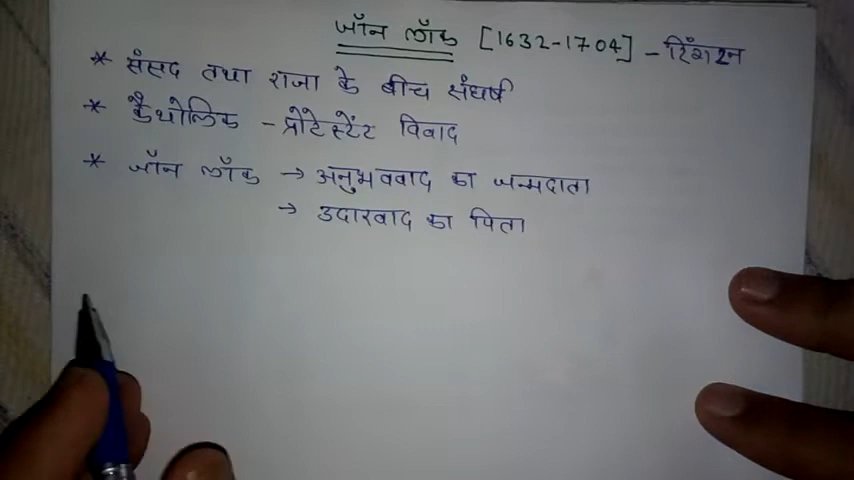 जॉन लॉक [1632-1704] - रिंगटन
* संसद तथा राजा के बीच संघर्ष
* कैथोलिक - प्रोटेस्टेंट विवाद
* जॉन लॉक → अनुभववाद का जन्मदाता
→ उदारवाद का पिता